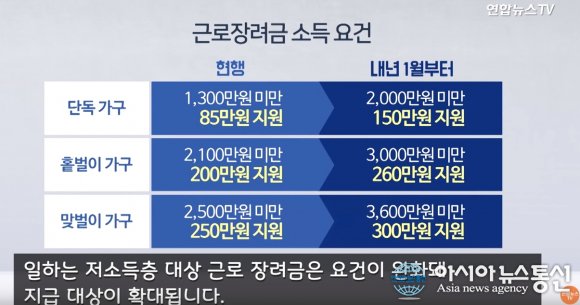 연합뉴스TV
근로장려금 소득 요건
현행 내년 1월부터
단독 가구 1,300만원 미만 2,000만원 미만
85만원 지원 150만원 지원
홑벌이 가구 2,100만원 미만 3,000만원 미만
200만원 지원 260만원 지원
맞벌이 가구 2,500만원 미만 3,600만원 미만
250만원 지원 300만원 지원
일하는 저소득층 대상 근로 장려금은 요건이
지급 대상이 확대됩니다.
아시아뉴스통신
Asia news agency